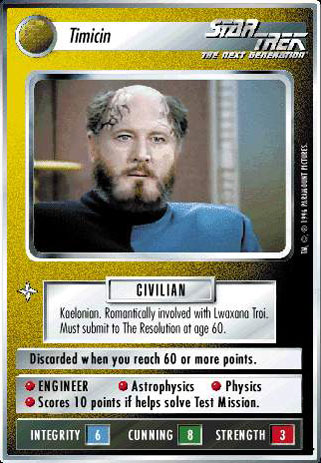 Timicin
STAR TREK
THE NEXT GENERATION
TM, ©, ® 1996 PARAMOUNT PICTURES.
CIVILIAN
Kaelonian. Romantically involved with Lwaxana Troi.
Must submit to The Resolution at age 60.
Discarded when you reach 60 or more points.
ENGINEER Astrophysics Physics
Scores 10 points if helps solve Test Mission.
INTEGRITY 6 CUNNING 8 STRENGTH 3